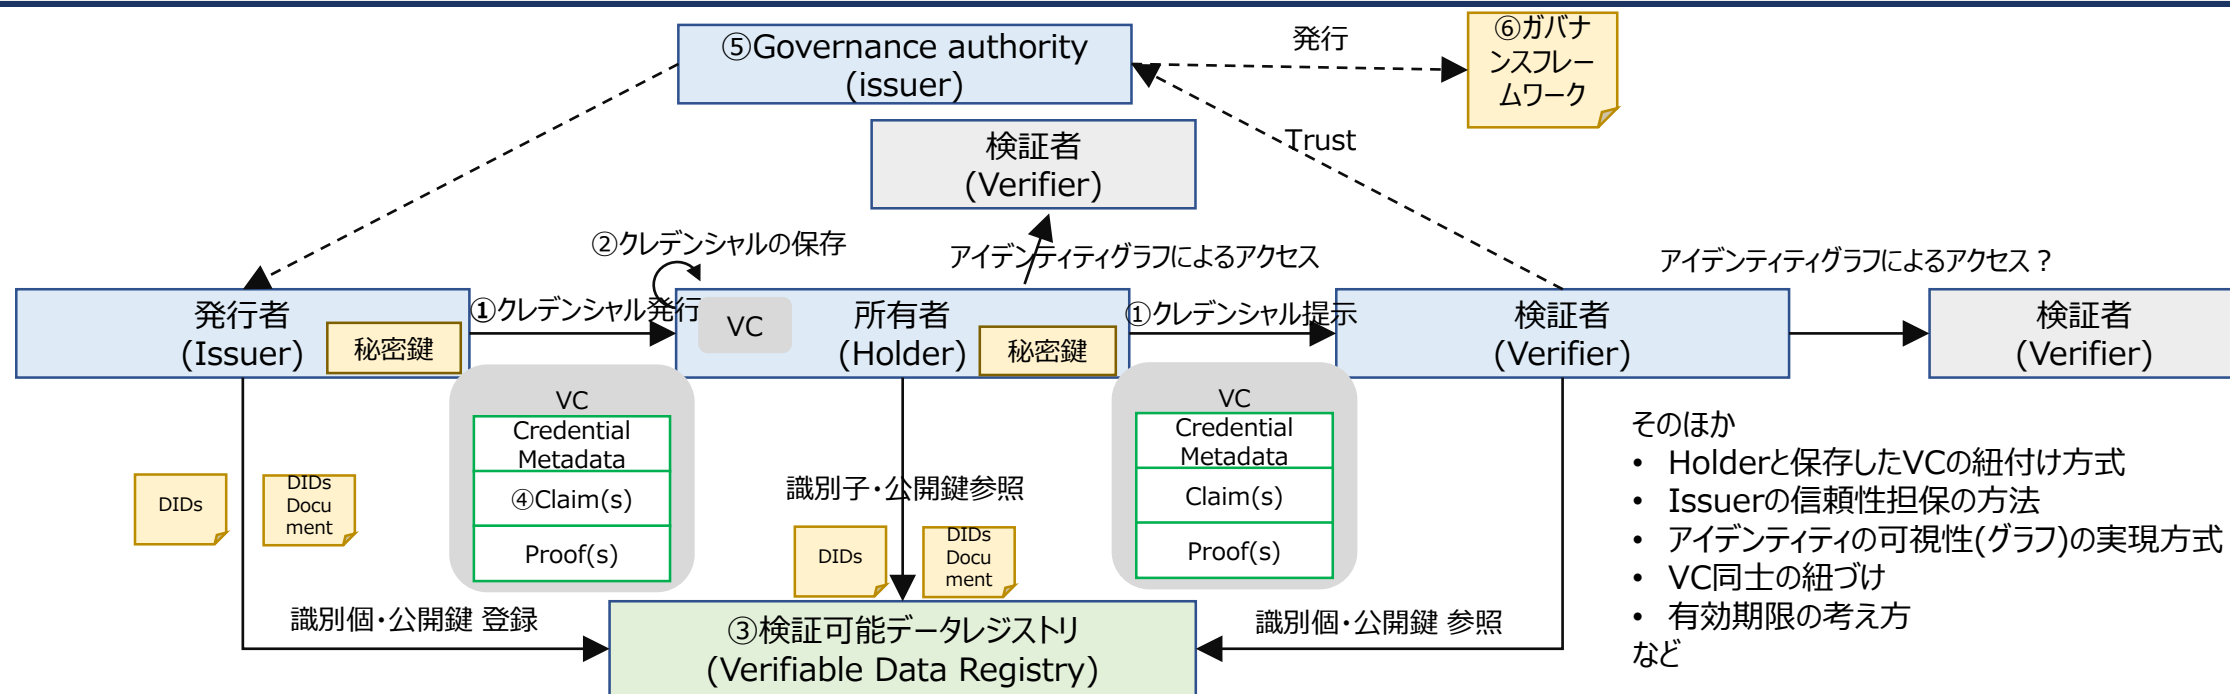 ⑤Governance authority
(issuer)
発行
⑥ガバナ
ンスフレー
ムワーク
検証者
(Verifier)
Trust
②クレデンシャルの保存
アイデンティティグラフによるアクセス
アイデンティティグラフによるアクセス？
発行者
(Issuer)
秘密鍵
①クレデンシャル発行
VC
所有者
(Holder)
秘密鍵
①クレデンシャル提示
検証者
(Verifier)
検証者
(Verifier)
VC
Credential
Metadata
④Claim(s)
Proof(s)
VC
Credential
Metadata
Claim(s)
Proof(s)
DIDs
DIDs
Docu
ment
識別子・公開鍵参照
DIDs
DIDs
Docu
ment
識別個・公開鍵 登録
③検証可能データレジストリ
(Verifiable Data Registry)
識別個・公開鍵 参照
そのほか
• Holderと保存したVCの紐付け方式
• Issuerの信頼性担保の方法
• アイデンティティの可視性(グラフ)の実現方式
• VC同士の紐づけ
• 有効期限の考え方
など